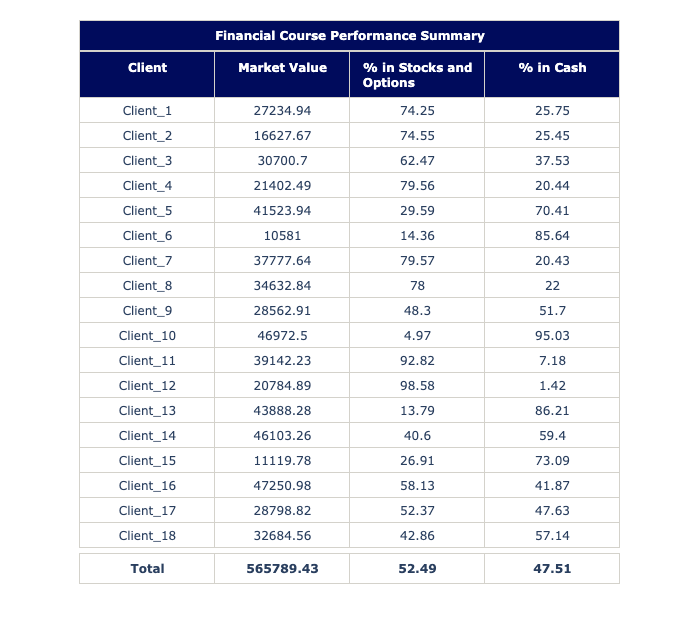 Financial Course Performance Summary
Client Market Value % in Stocks and Options % in Cash
Client_1 27234.94 74.25 25.75
Client_2 16627.67 74.55 25.45
Client_3 30700.7 62.47 37.53
Client_4 21402.49 79.56 20.44
Client_5 41523.94 29.59 70.41
Client_6 10581 14.36 85.64
Client_7 37777.64 79.57 20.43
Client_8 34632.84 78 22
Client_9 28562.91 48.3 51.7
Client_10 46972.5 4.97 95.03
Client_11 39142.23 92.82 7.18
Client_12 20784.89 98.58 1.42
Client_13 43888.28 13.79 86.21
Client_14 46103.26 40.6 59.4
Client_15 11119.78 26.91 73.09
Client_16 47250.98 58.13 41.87
Client_17 28798.82 52.37 47.63
Client_18 32684.56 42.86 57.14
Total 565789.43 52.49 47.51